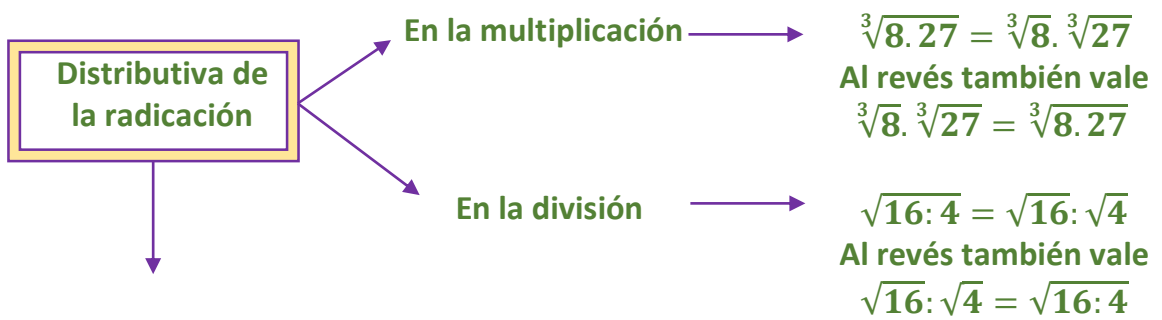 Distributiva de
la radicación
En la multiplicación
∛8.27 = ∛8. ∛27
Al revés también vale
∛8. ∛27 = ∛8.27
En la división
√16:4 = √16:√4
Al revés también vale
√16:√4 = √16:4